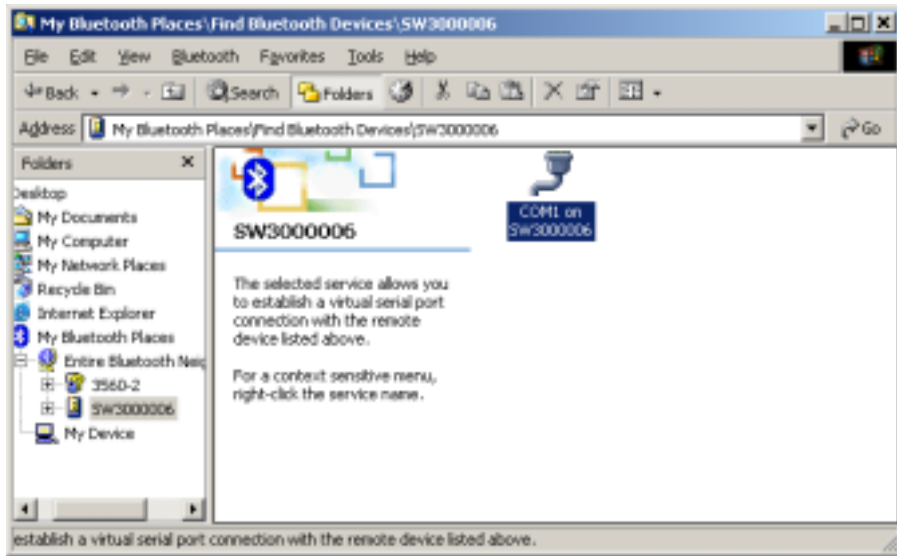 My Bluetooth Places\Find Bluetooth Devices\SW3000006
File Edit View Bluetooth Favorites Tools Help
Back Search Folders
Address My Bluetooth Places\Find Bluetooth Devices\SW3000006 Go
Folders
Desktop
My Documents
My Computer
My Network Places
Recycle Bin
Internet Explorer
My Bluetooth Places
Entire Bluetooth Neig
3560-2
SW3000006
My Device
SW3000006
The selected service allows you
to establish a virtual serial port
connection with the remote
device listed above.
For a context sensitive menu,
right-click the service name.
COM1 on
SW3000006
establish a virtual serial port connection with the remote device listed above.